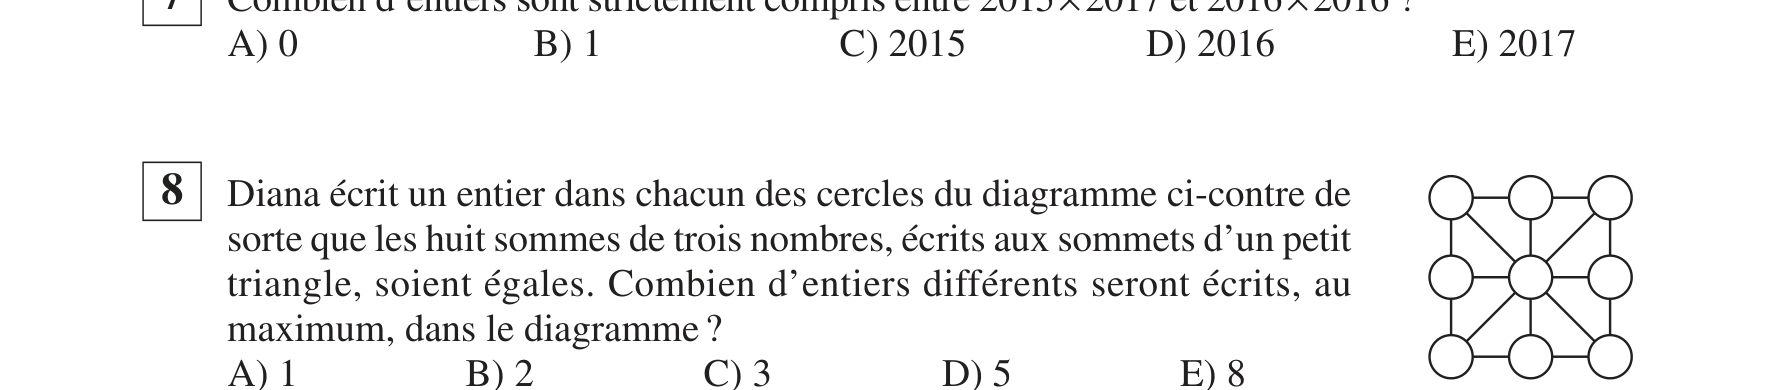 7 Combien d'entiers sont strictement compris entre 2015×2017 et 2016×2016 ?
A) 0 B) 1 C) 2015 D) 2016 E) 2017
8 Diana écrit un entier dans chacun des cercles du diagramme ci-contre de
sorte que les huit sommes de trois nombres, écrits aux sommets d'un petit
triangle, soient égales. Combien d'entiers différents seront écrits, au
maximum, dans le diagramme ?
A) 1 B) 2 C) 3 D) 5 E) 8